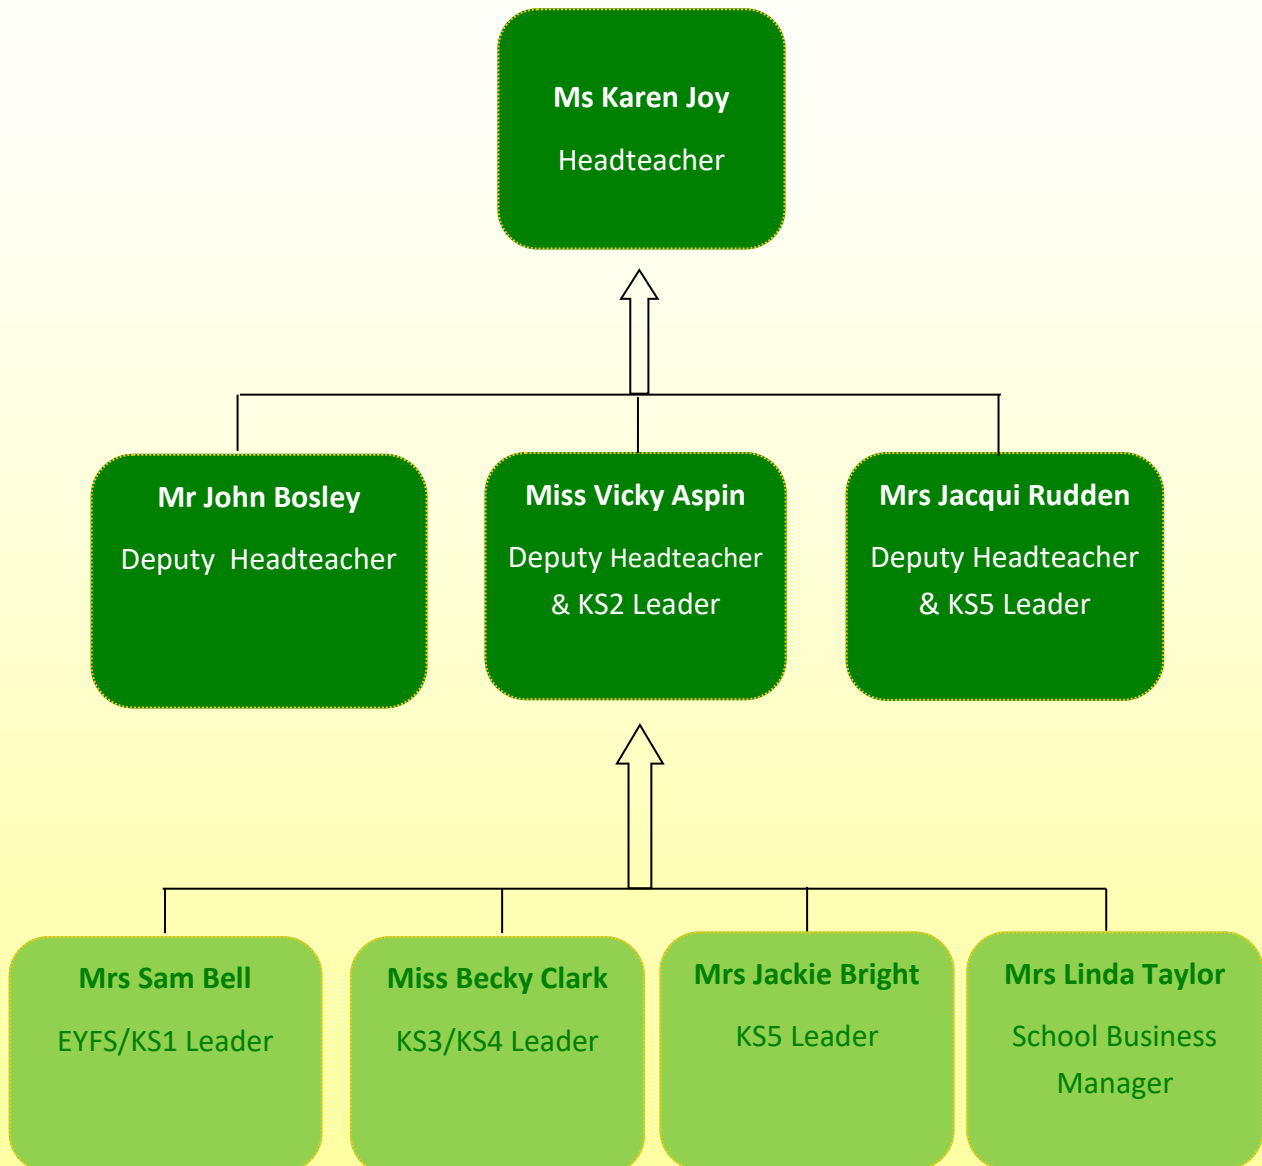 Ms Karen Joy
Headteacher
Mr John Bosley
Deputy Headteacher
Miss Vicky Aspin
Deputy Headteacher
& KS2 Leader
Mrs Jacqui Rudden
Deputy Headteacher
& KS5 Leader
Mrs Sam Bell
EYFS/KS1 Leader
Miss Becky Clark
KS3/KS4 Leader
Mrs Jackie Bright
KS5 Leader
Mrs Linda Taylor
School Business
Manager